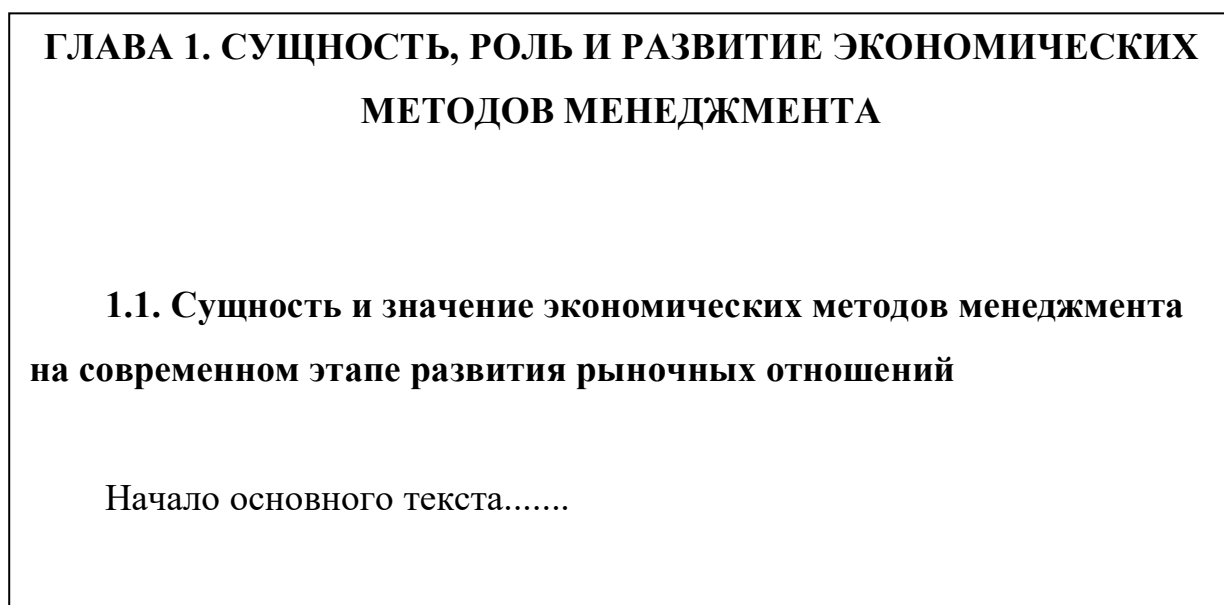 ГЛАВА 1. СУЩНОСТЬ, РОЛЬ И РАЗВИТИЕ ЭКОНОМИЧЕСКИХ
МЕТОДОВ МЕНЕДЖМЕНТА
1.1. Сущность и значение экономических методов менеджмента
на современном этапе развития рыночных отношений
Начало основного текста.......